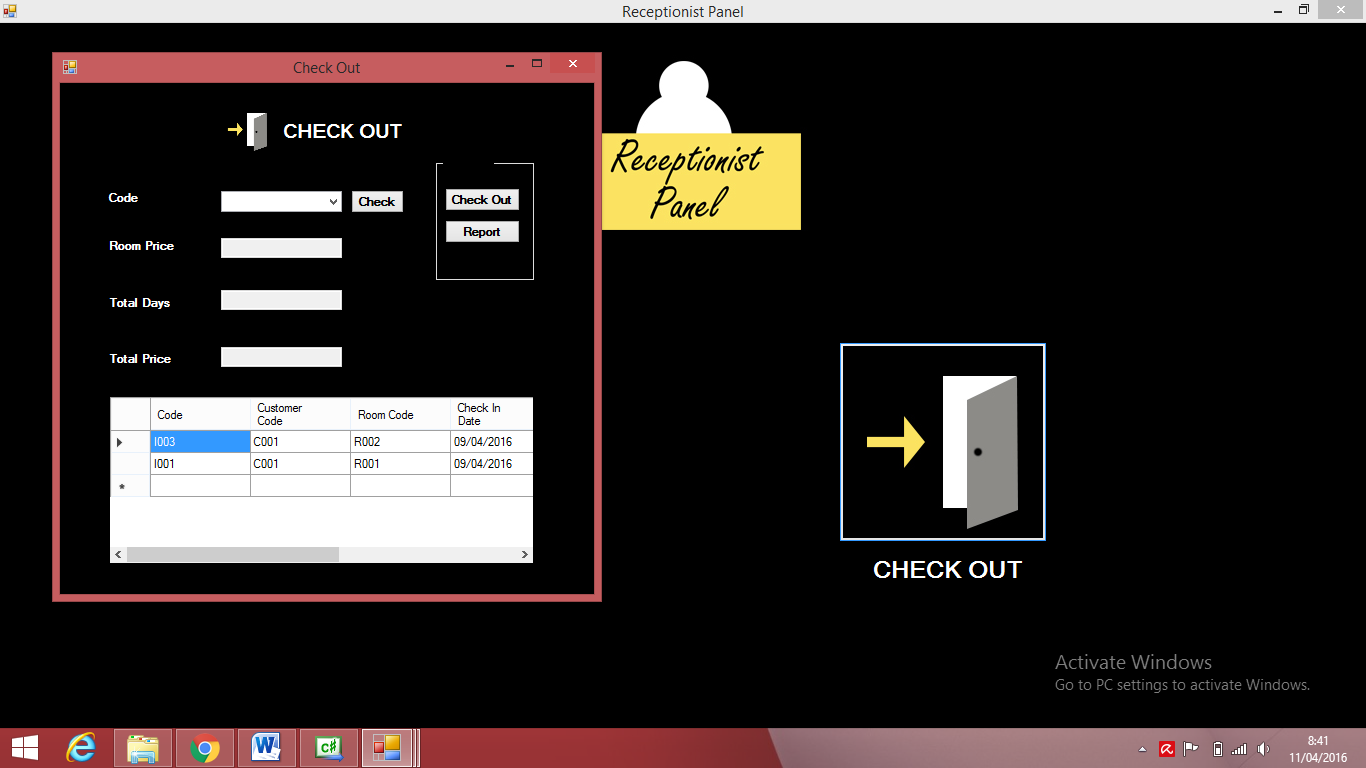 Receptionist Panel
Check Out
CHECK OUT
Code
Check
Check Out
Report
Room Price
Total Days
Total Price
Code Customer Code Room Code Check In Date
I003 C001 R002 09/04/2016
I001 C001 R001 09/04/2016
*
Receptionist
Panel
CHECK OUT
Activate Windows
Go to PC settings to activate Windows.
8:41
11/04/2016